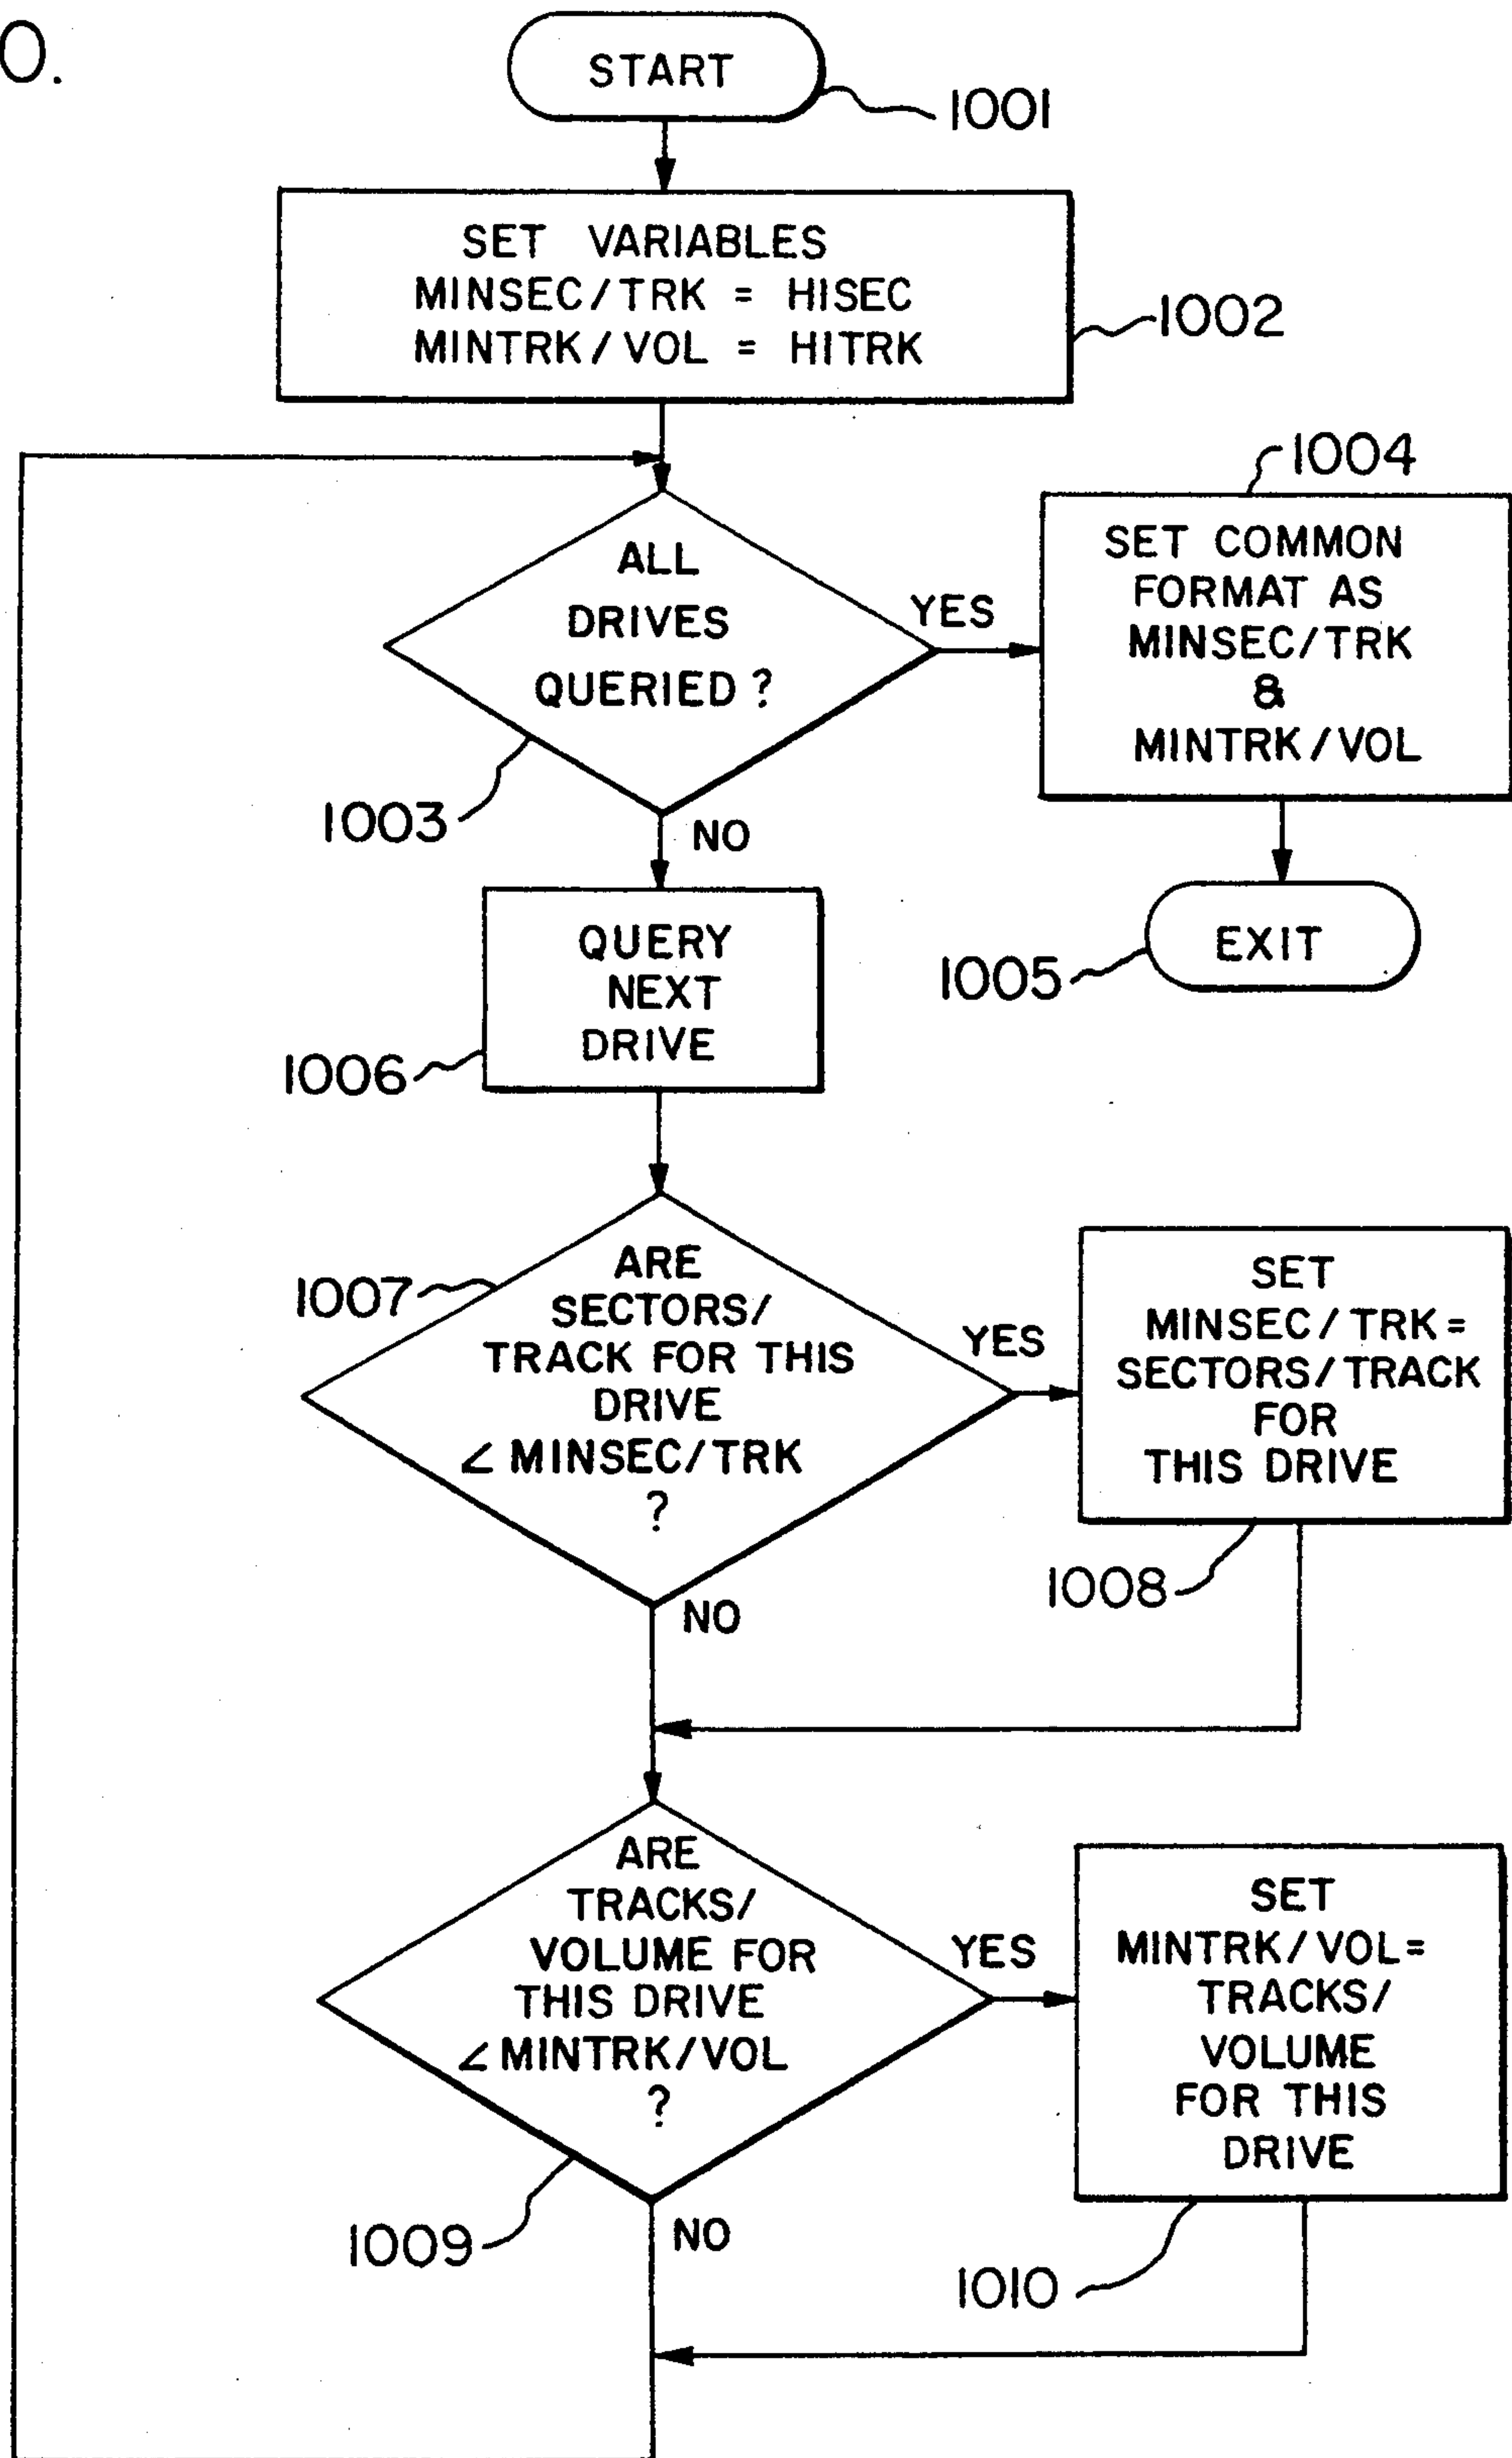 O.
START
1001
SET VARIABLES
MINSEC/TRK = HISEC
MINTRK/VOL = HITRK
1002
1004
ALL
DRIVES
QUERIED ?
YES
SET COMMON
FORMAT AS
MINSEC/TRK
&
MINTRK/VOL
1003
NO
QUERY
NEXT
DRIVE
EXIT
1005
1006
1007
ARE
SECTORS/
TRACK FOR THIS
DRIVE
∠ MINSEC/TRK
?
YES
SET
MINSEC/TRK =
SECTORS/TRACK
FOR
THIS DRIVE
1008
NO
ARE
TRACKS/
VOLUME FOR
THIS DRIVE
∠ MINTRK/VOL
?
YES
SET
MINTRK/VOL=
TRACKS/
VOLUME
FOR THIS
DRIVE
1009
NO
1010